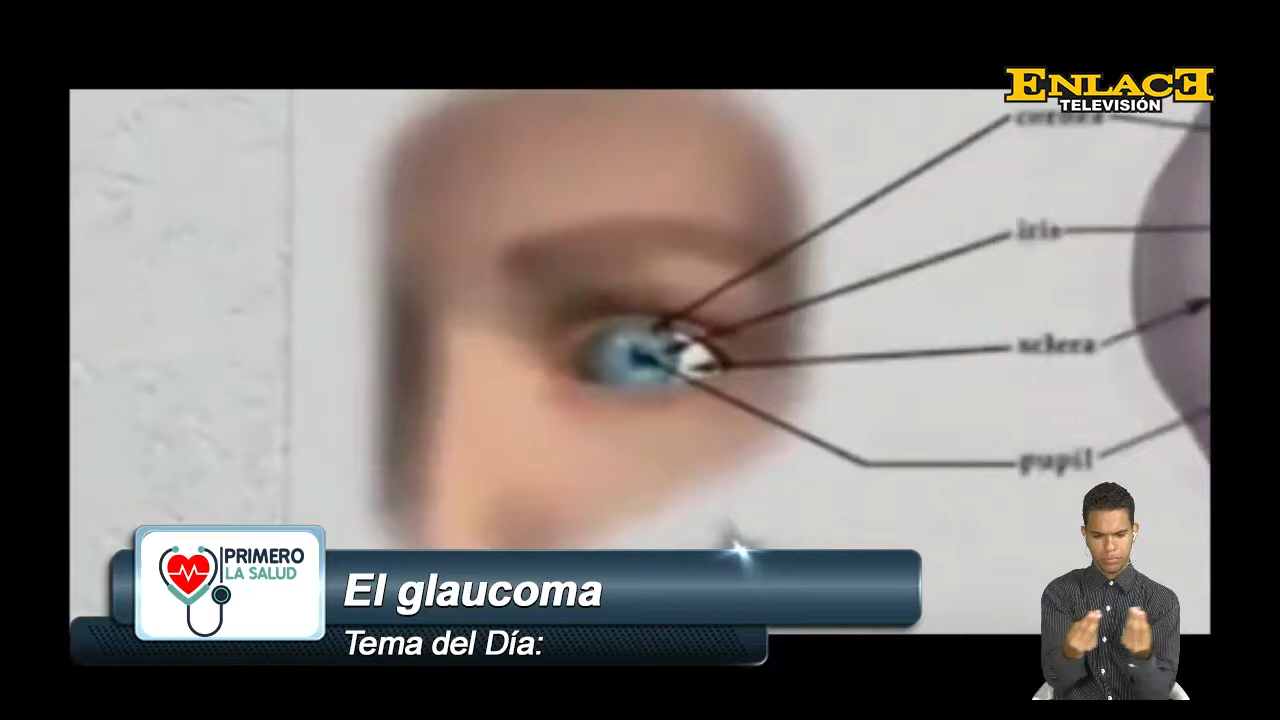 ENLACE
TELEVISIÓN
cornea
iris
sclera
pupil
PRIMERO
LA SALUD
El glaucoma
Tema del Día: